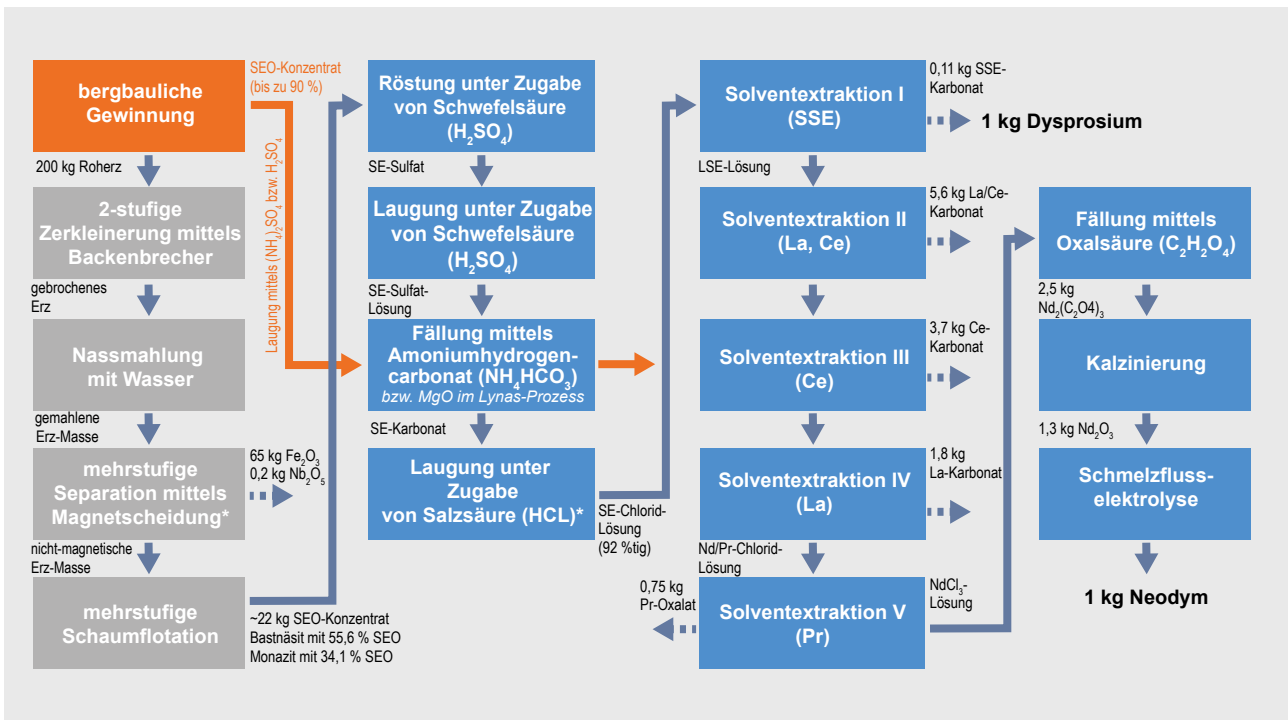 bergbauliche
Gewinnung
SEO-Konzentrat
(bis zu 90 %)
Laugung mittels (NH₄)₂SO₄ bzw. H₂SO₄
200 kg Roherz
2-stufige
Zerkleinerung mittels
Backenbrecher
gebrochenes
Erz
Nassmahlung
mit Wasser
gemahlene
Erz-Masse
mehrstufige
Separation mittels
Magnetscheidung*
65 kg Fe₂O₃
0,2 kg Nb₂O₅
nicht-magnetische
Erz-Masse
mehrstufige
Schaumflotation
~22 kg SEO-Konzentrat
Bastnäsit mit 55,6 % SEO
Monazit mit 34,1 % SEO
Röstung unter Zugabe
von Schwefelsäure
(H₂SO₄)
SE-Sulfat
Laugung unter Zugabe
von Schwefelsäure
(H₂SO₄)
SE-Sulfat-
Lösung
Fällung mittels
Amoniumhydrogen-
carbonat (NH₄HCO₃)
bzw. MgO im Lynas-Prozess
SE-Karbonat
Laugung unter
Zugabe
von Salzsäure (HCL)*
SE-Chlorid-
Lösung
(92 %tig)
Solventextraktion I
(SSE)
0,11 kg SSE-
Karbonat
1 kg Dysprosium
LSE-Lösung
Solventextraktion II
(La, Ce)
5,6 kg La/Ce-
Karbonat
Solventextraktion III
(Ce)
3,7 kg Ce-
Karbonat
Solventextraktion IV
(La)
1,8 kg
La-Karbonat
Nd/Pr-Chlorid-
Lösung
0,75 kg
Pr-Oxalat
Solventextraktion V
(Pr)
NdCl₃-
Lösung
Fällung mittels
Oxalsäure (C₂H₂O₄)
2,5 kg
Nd₂(C₂O4)₃
Kalzinierung
1,3 kg Nd₂O₃
Schmelzfluss-
elektrolyse
1 kg Neodym